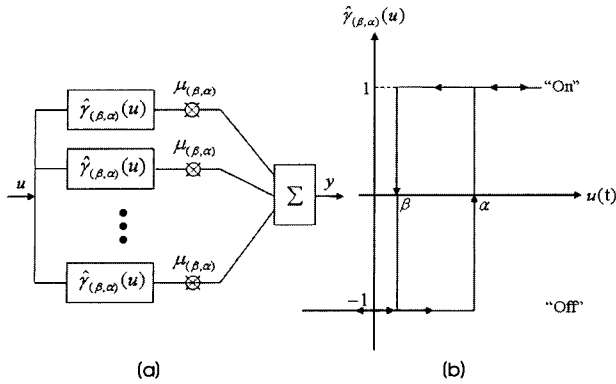 μ(β,α)
γ̂(β,α)(u)
μ(β,α)
γ̂(β,α)(u)
u
Σ
y
μ(β,α)
γ̂(β,α)(u)
(a)
γ̂(β,α)(u)
1
“On”
β
α
u(t)
−1
“Off”
(b)